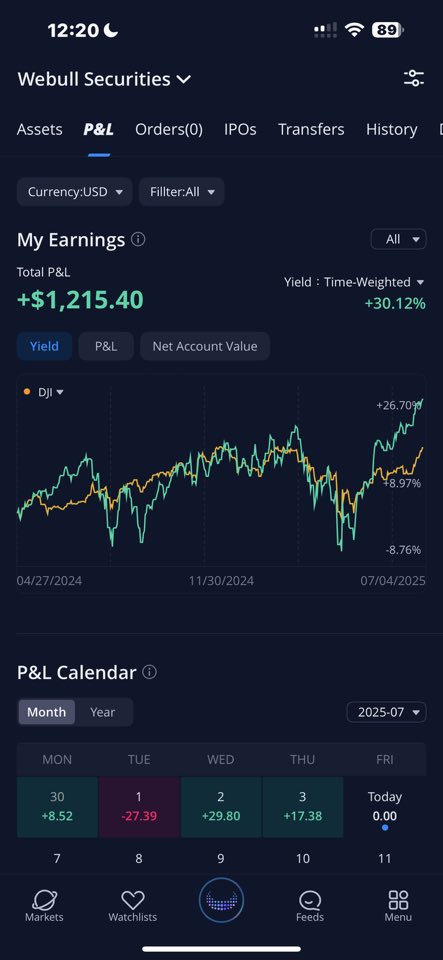 12:20
89
Webull Securities
Assets P&L Orders(0) IPOs Transfers History
Currency:USD Fillter:All
My Earnings All
Total P&L
Yield : Time-Weighted
+$1,215.40
+30.12%
Yield P&L Net Account Value
DJI
+26.70%
+8.97%
-8.76%
04/27/2024 11/30/2024 07/04/2025
P&L Calendar
Month Year 2025-07
MON TUE WED THU FRI
30 1 2 3 Today
+8.52 -27.39 +29.80 +17.38 0.00
7 8 9 10 11
Markets Watchlists Feeds Menu